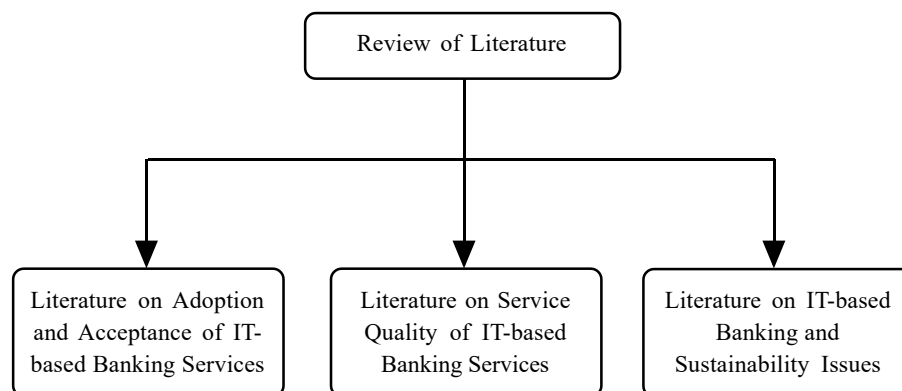 Review of Literature
Literature on Adoption
and Acceptance of IT-
based Banking Services
Literature on Service
Quality of IT-based
Banking Services
Literature on IT-based
Banking and
Sustainability Issues